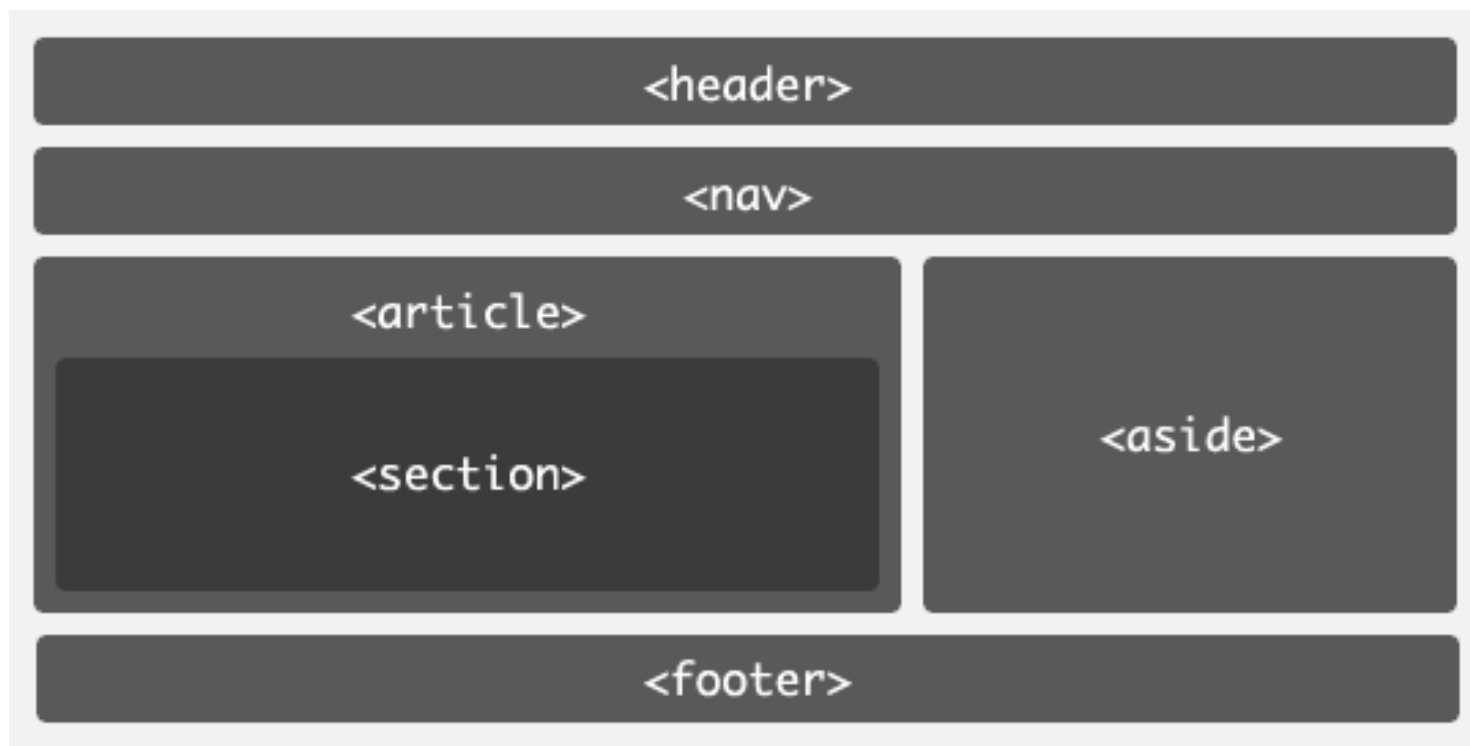 <header>
<nav>
<article>
<section>
<aside>
<footer>